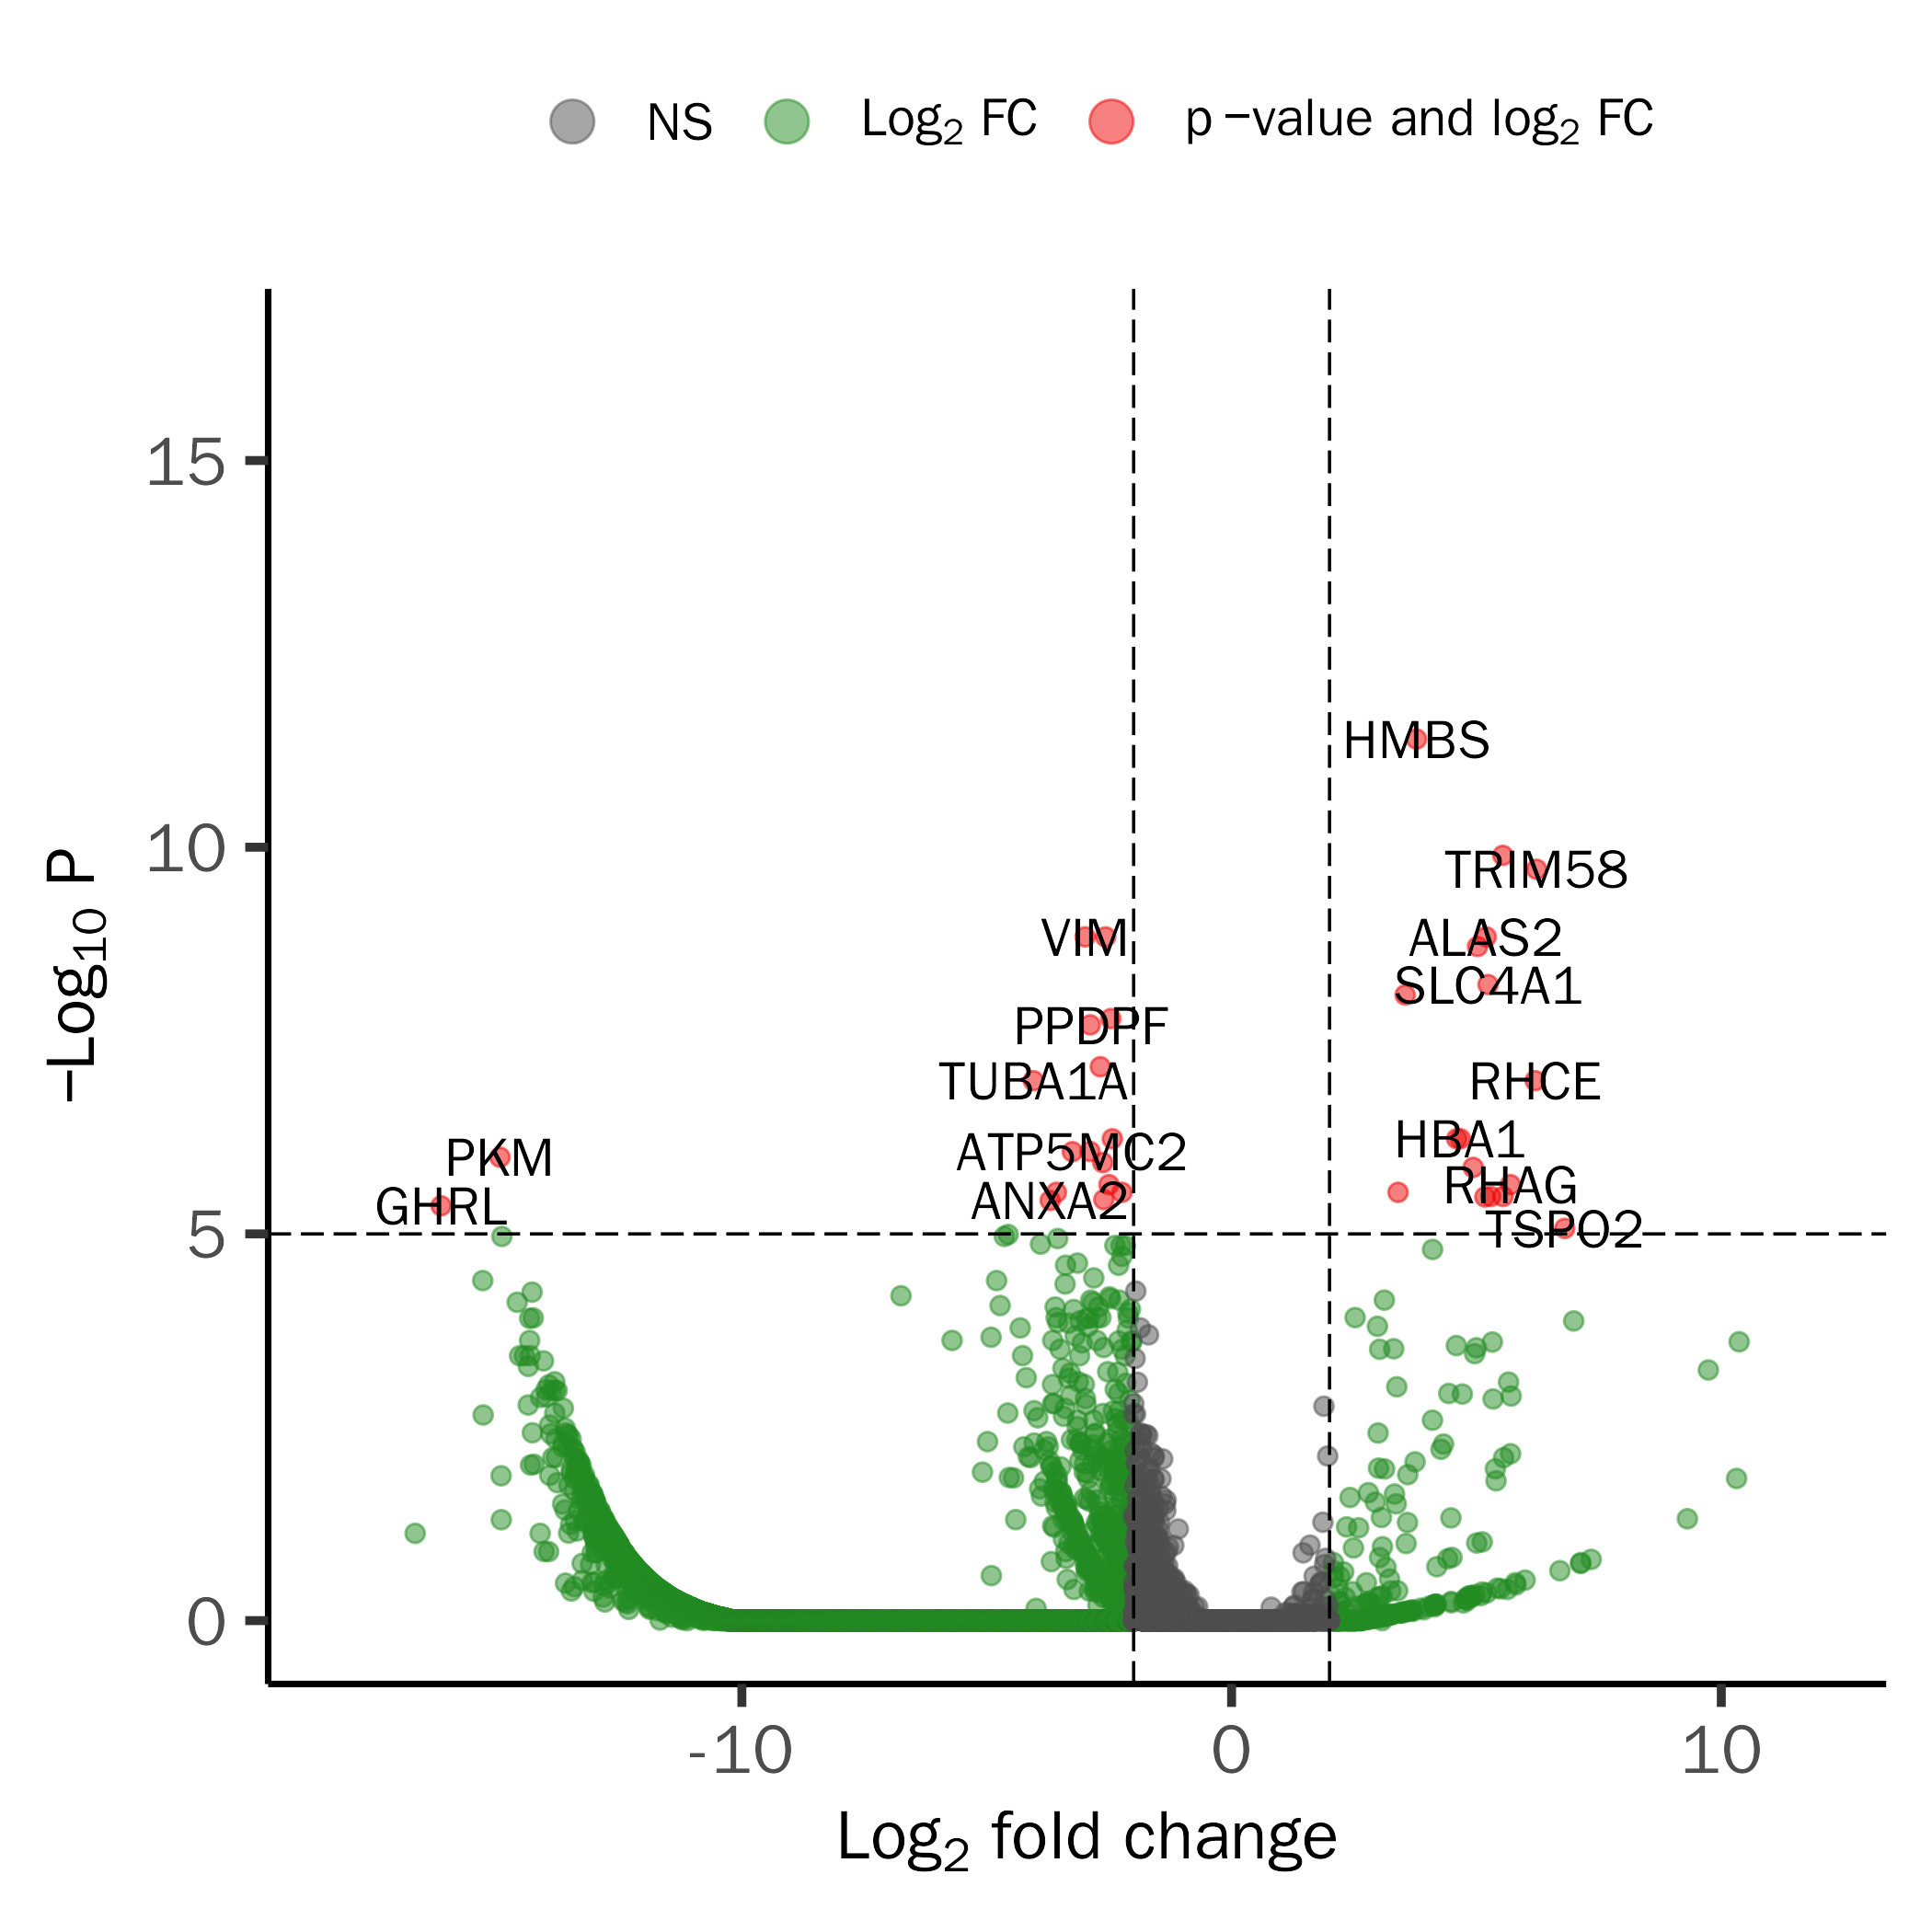 NS Log2 FC p −value and log2 FC
15
10
5
0
−Log10 P
HMBS
TRIM58
VIM
ALAS2
SLC4A1
PPDPF
TUBA1A
RHCE
HBA1
ATP5MC2
PKM
RHAG
ANXA2
GHRL
TSPO2
-10 0 10
Log2 fold change